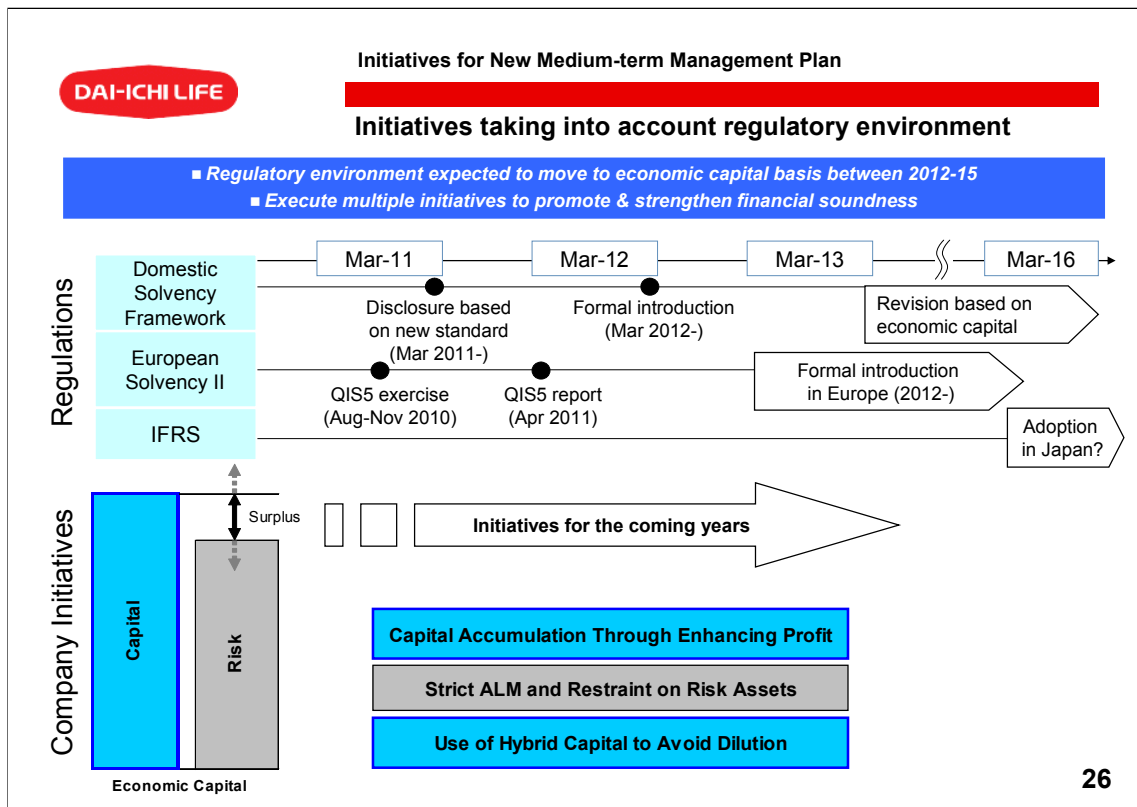 Initiatives for New Medium-term Management Plan
DAI-ICHI LIFE
Initiatives taking into account regulatory environment
■ Regulatory environment expected to move to economic capital basis between 2012-15
■ Execute multiple initiatives to promote & strengthen financial soundness
Regulations
Mar-11
Mar-12
Mar-13
Mar-16
Domestic
Solvency
Framework
Disclosure based
on new standard
(Mar 2011-)
Formal introduction
(Mar 2012-)
Revision based on
economic capital
European
Solvency II
QIS5 exercise
(Aug-Nov 2010)
QIS5 report
(Apr 2011)
Formal introduction
in Europe (2012-)
IFRS
Adoption
in Japan?
Company Initiatives
Capital
Risk
Surplus
Economic Capital
Initiatives for the coming years
Capital Accumulation Through Enhancing Profit
Strict ALM and Restraint on Risk Assets
Use of Hybrid Capital to Avoid Dilution
26